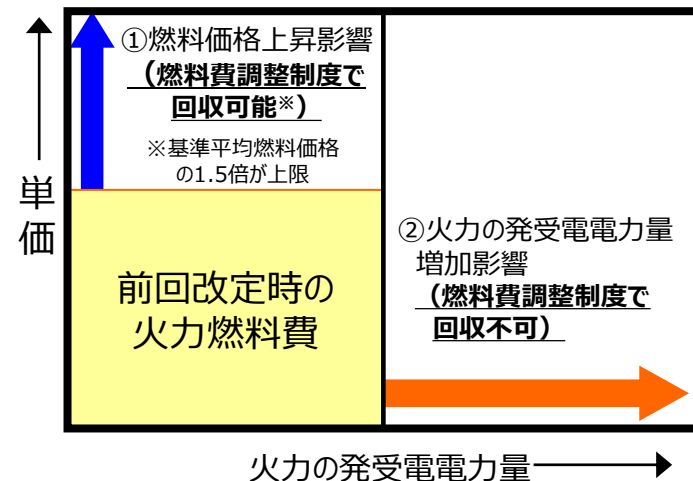 ①燃料価格上昇影響
（燃料費調整制度で
回収可能※）
※基準平均燃料価格
の1.5倍が上限
単価
前回改定時の
火力燃料費
②火力の発受電電力量
増加影響
（燃料費調整制度で
回収不可）
火力の発受電電力量